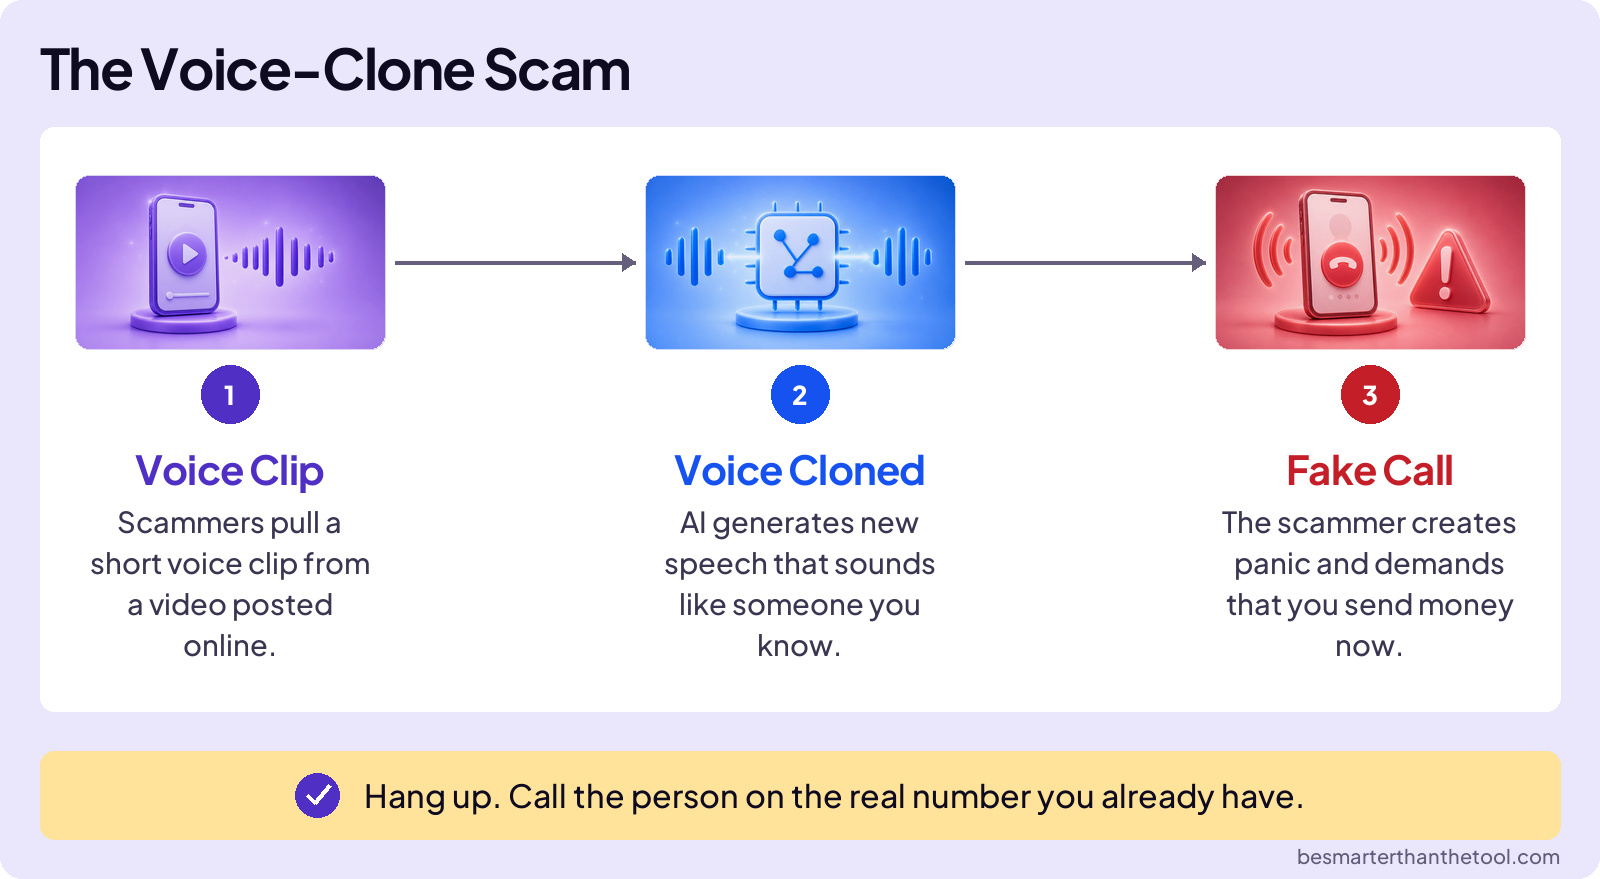 The Voice-Clone Scam
1
Voice Clip
Scammers pull a
short voice clip from
a video posted
online.
2
Voice Cloned
AI generates new
speech that sounds
like someone you
know.
3
Fake Call
The scammer creates
panic and demands
that you send money
now.
Hang up. Call the person on the real number you already have.
besmarterthanthetool.com